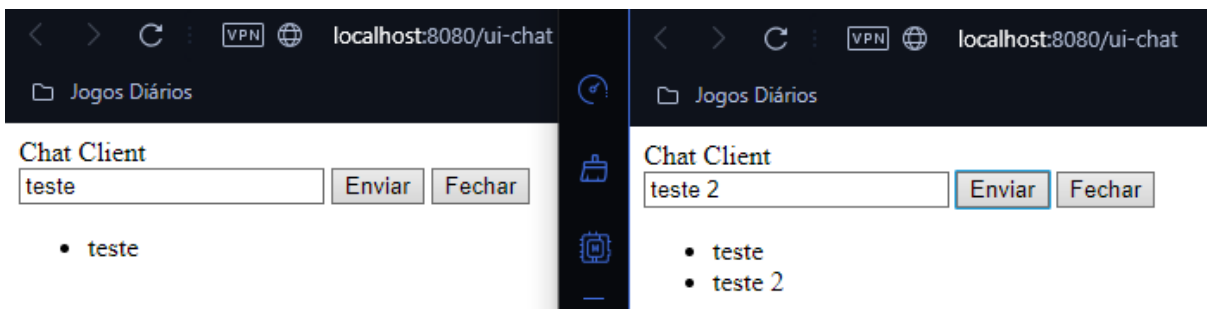 VPN localhost:8080/ui-chat
Jogos Diários
Chat Client
teste Enviar Fechar
• teste
VPN localhost:8080/ui-chat
Jogos Diários
Chat Client
teste 2 Enviar Fechar
• teste
• teste 2